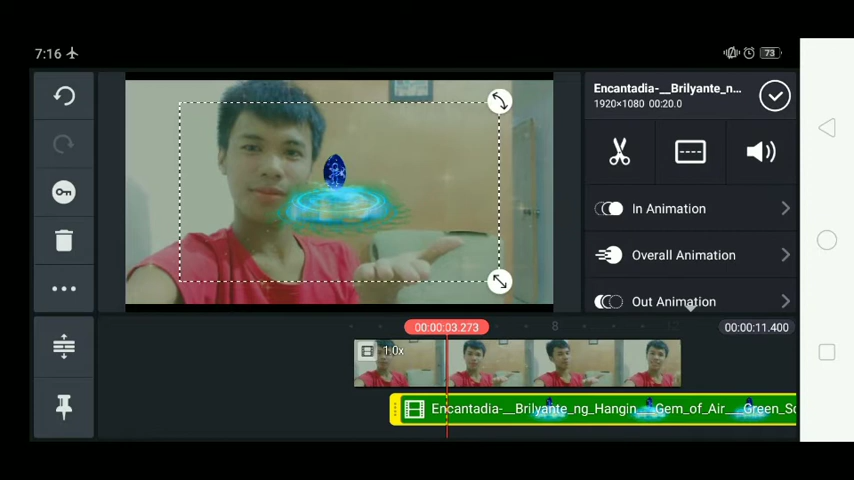 7:16
73
Encantadia-__Brilyante_n...
1920×1080 00:20.0
In Animation
Overall Animation
Out Animation
00:00:03.273
8
00:00:11.400
1.0x
Encantadia-__Brilyante_ng_Hangin__Gem_of_Air__Green_Sc